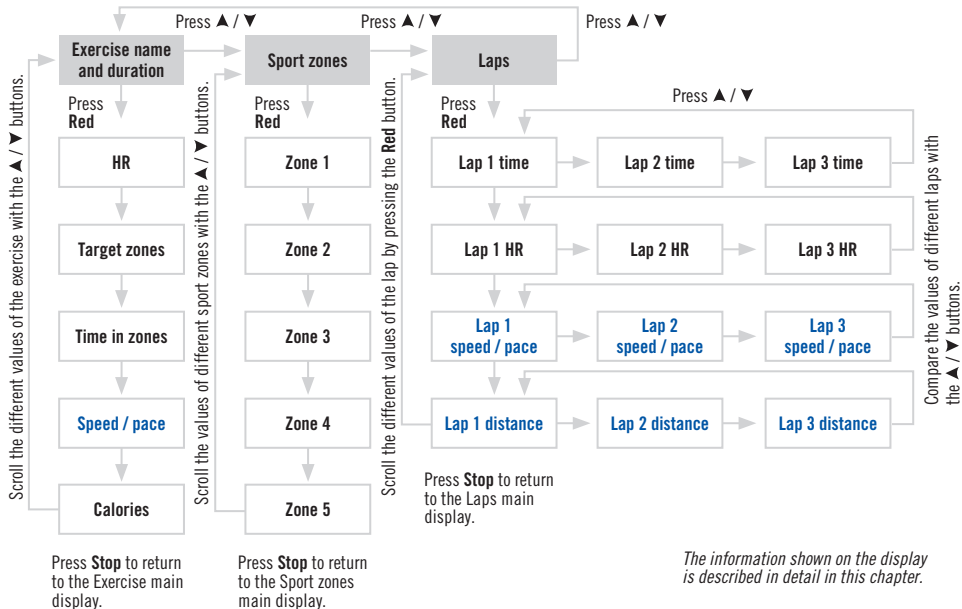 Press ▲ / ▼
Press ▲ / ▼
Press ▲ / ▼
Exercise name
and duration
Sport zones
Laps
Press
Red
Press
Red
Press
Red
Press ▲ / ▼
Scroll the different values of the exercise with the ▲ / ▼ buttons.
HR
Target zones
Time in zones
Speed / pace
Calories
Press Stop to return
to the Exercise main
display.
Scroll the values of different sport zones with the ▲ / ▼ buttons.
Zone 1
Zone 2
Zone 3
Zone 4
Zone 5
Press Stop to return
to the Sport zones
main display.
Scroll the different values of the lap by pressing the Red button.
Lap 1 time
Lap 2 time
Lap 3 time
Lap 1 HR
Lap 2 HR
Lap 3 HR
Lap 1
speed / pace
Lap 2
speed / pace
Lap 3
speed / pace
Lap 1 distance
Lap 2 distance
Lap 3 distance
Press Stop to return
to the Laps main
display.
Compare the values of different laps with
the ▲ / ▼ buttons.
The information shown on the display
is described in detail in this chapter.